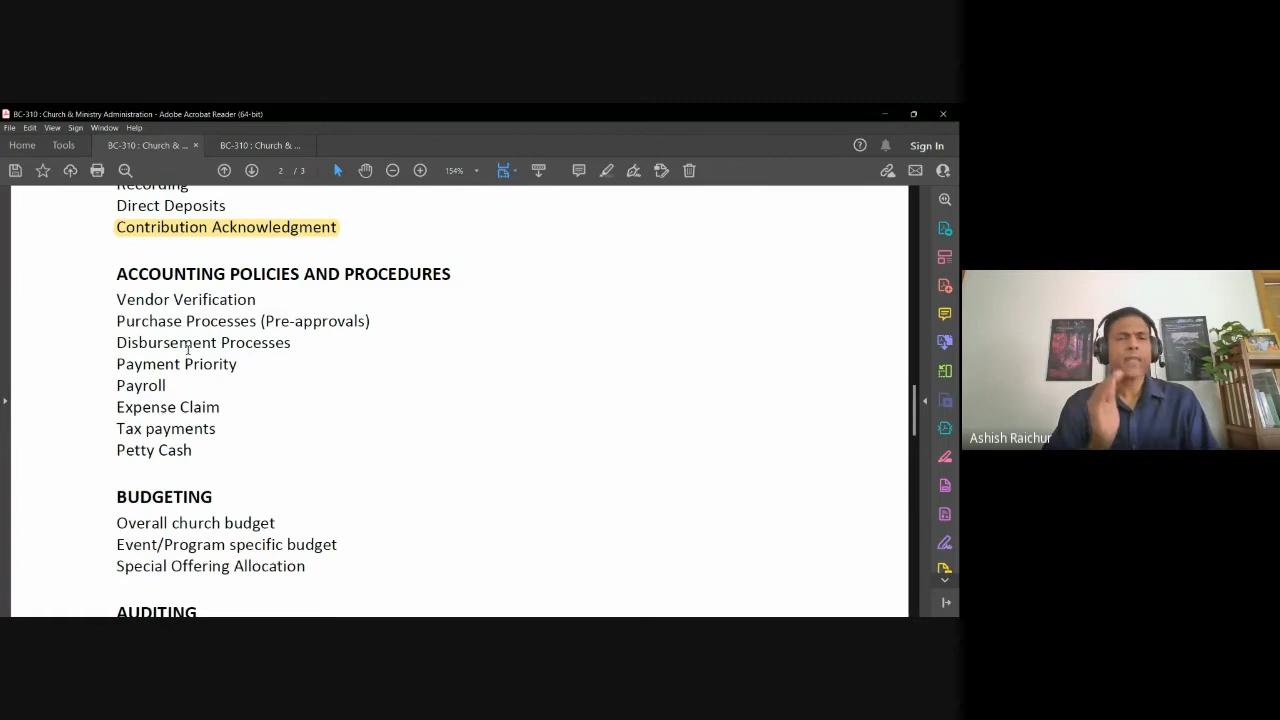 BC-310 : Church & Ministry Administration - Adobe Acrobat Reader (64-bit)
File Edit View Sign Window Help
Home Tools BC-310 : Church & ... × BC-310 : Church & ... Sign In
2 / 3 154%
Recording
Direct Deposits
Contribution Acknowledgment
ACCOUNTING POLICIES AND PROCEDURES
Vendor Verification
Purchase Processes (Pre-approvals)
Disbursement Processes
Payment Priority
Payroll
Expense Claim
Tax payments
Petty Cash
BUDGETING
Overall church budget
Event/Program specific budget
Special Offering Allocation
AUDITING
Ashish Raichur